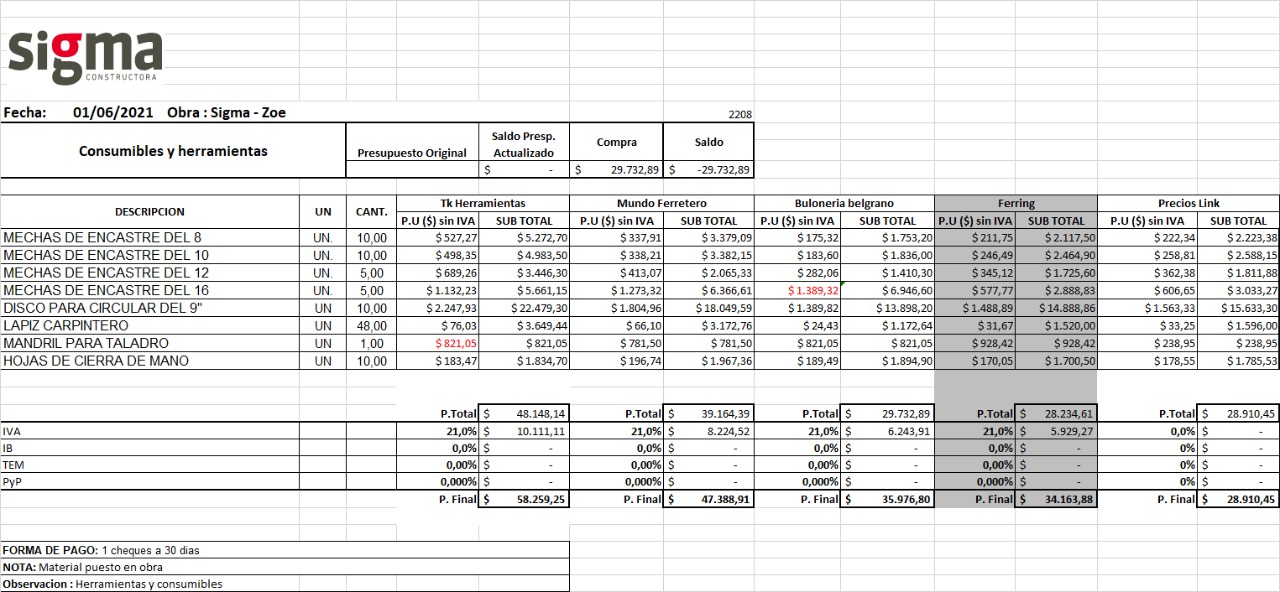 sigma
CONSTRUCTORA
Fecha: 01/06/2021 Obra : Sigma - Zoe 2208
Consumibles y herramientas Presupuesto Original Saldo Presp. Actualizado Compra Saldo
$ - $ 29.732,89 $ -29.732,89
DESCRIPCION UN CANT. Tk Herramientas Mundo Ferretero Buloneria belgrano Ferring Precios Link
P.U ($) sin IVA SUB TOTAL P.U ($) sin IVA SUB TOTAL P.U ($) sin IVA SUB TOTAL P.U ($) sin IVA SUB TOTAL P.U ($) sin IVA SUB TOTAL
MECHAS DE ENCASTRE DEL 8 UN. 10,00 $ 527,27 $ 5.272,70 $ 337,91 $ 3.379,09 $ 175,32 $ 1.753,20 $ 211,75 $ 2.117,50 $ 222,34 $ 2.223,38
MECHAS DE ENCASTRE DEL 10 UN. 10,00 $ 498,35 $ 4.983,50 $ 338,21 $ 3.382,15 $ 183,60 $ 1.836,00 $ 246,49 $ 2.464,90 $ 258,81 $ 2.588,15
MECHAS DE ENCASTRE DEL 12 UN. 5,00 $ 689,26 $ 3.446,30 $ 413,07 $ 2.065,33 $ 282,06 $ 1.410,30 $ 345,12 $ 1.725,60 $ 362,38 $ 1.811,88
MECHAS DE ENCASTRE DEL 16 UN. 5,00 $ 1.132,23 $ 5.661,15 $ 1.273,32 $ 6.366,61 $ 1.389,32 $ 6.946,60 $ 577,77 $ 2.888,83 $ 606,65 $ 3.033,27
DISCO PARA CIRCULAR DEL 9" UN 10,00 $ 2.247,93 $ 22.479,30 $ 1.804,96 $ 18.049,59 $ 1.389,82 $ 13.898,20 $ 1.488,89 $ 14.888,86 $ 1.563,33 $ 15.633,30
LAPIZ CARPINTERO UN 48,00 $ 76,03 $ 3.649,44 $ 66,10 $ 3.172,76 $ 24,43 $ 1.172,64 $ 31,67 $ 1.520,00 $ 33,25 $ 1.596,00
MANDRIL PARA TALADRO UN 1,00 $ 821,05 $ 821,05 $ 781,50 $ 781,50 $ 821,05 $ 821,05 $ 928,42 $ 928,42 $ 238,95 $ 238,95
HOJAS DE CIERRA DE MANO UN 10,00 $ 183,47 $ 1.834,70 $ 196,74 $ 1.967,36 $ 189,49 $ 1.894,90 $ 170,05 $ 1.700,50 $ 178,55 $ 1.785,53
P.Total $ 48.148,14 P.Total $ 39.164,39 P.Total $ 29.732,89 P.Total $ 28.234,61 P.Total $ 28.910,45
IVA 21,0% $ 10.111,11 21,0% $ 8.224,52 21,0% $ 6.243,91 21,0% $ 5.929,27 0,0% $ -
IB 0,0% $ - 0,0% $ - 0,0% $ - 0,0% $ - 0% $ -
TEM 0,00% $ - 0,00% $ - 0,00% $ - 0,00% $ - 0% $ -
PyP 0,000% $ - 0,000% $ - 0,000% $ - 0,000% $ - 0% $ -
P. Final $ 58.259,25 P. Final $ 47.388,91 P. Final $ 35.976,80 P. Final $ 34.163,88 P. Final $ 28.910,45
FORMA DE PAGO: 1 cheques a 30 dias
NOTA: Material puesto en obra
Observacion : Herramientas y consumibles